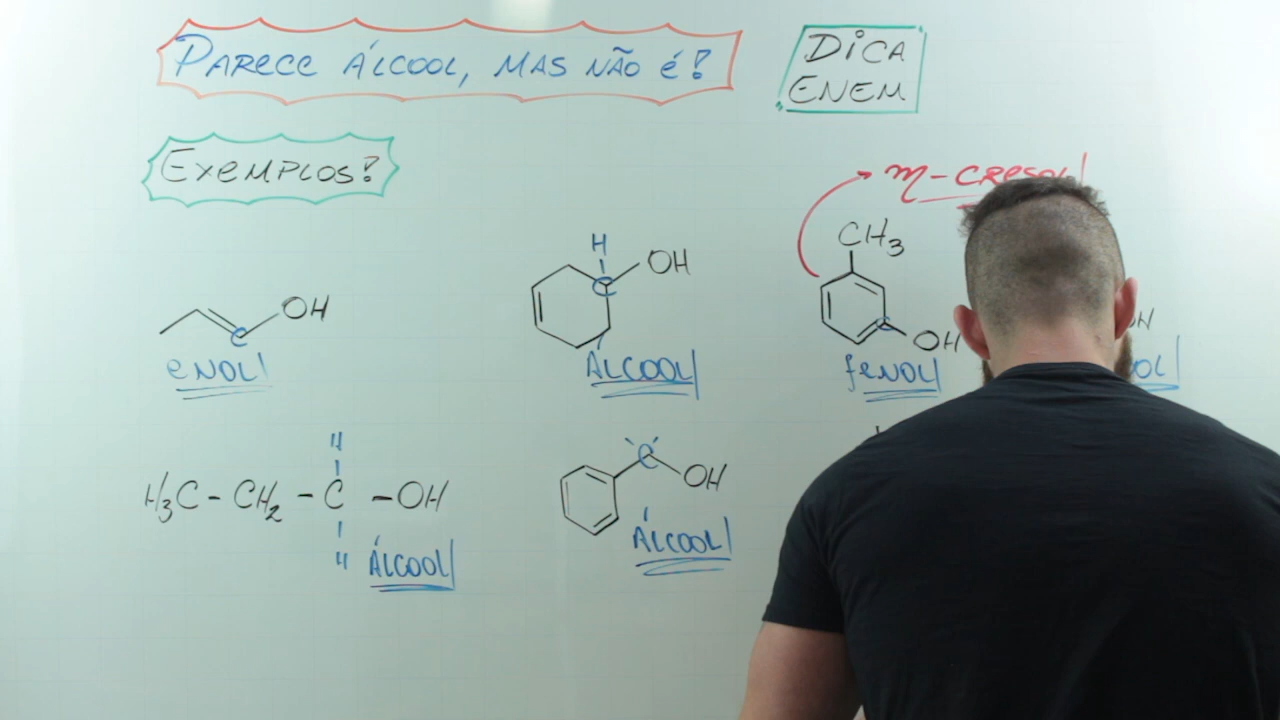 PARECE ÁLCOOL, MAS NÃO É?
DICA
ENEM
EXEMPLOS?
m-CRESOL
H
C
OH
CH3
C
OH
C
OH
ENOL
ÁLCOOL
FENOL
H
H3C - CH2 - C - OH
H
ÁLCOOL
C
OH
ÁLCOOL